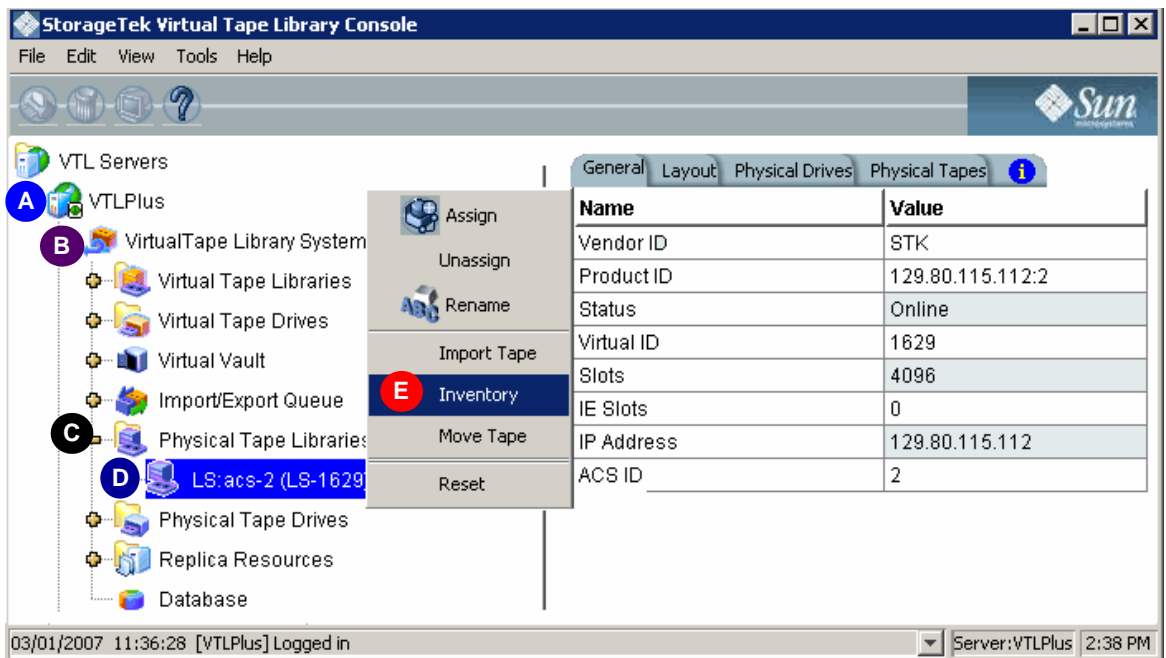 StorageTek Virtual Tape Library Console
File Edit View Tools Help
Sun
microsystems
VTL Servers
A VTLPlus
B VirtualTape Library System
Virtual Tape Libraries
Virtual Tape Drives
Virtual Vault
Import/Export Queue
C Physical Tape Libraries
D LS:acs-2 (LS-1629)
Physical Tape Drives
Replica Resources
Database
Assign
Unassign
ABC Rename
Import Tape
E Inventory
Move Tape
Reset
General Layout Physical Drives Physical Tapes i
Name Value
Vendor ID STK
Product ID 129.80.115.112:2
Status Online
Virtual ID 1629
Slots 4096
IE Slots 0
IP Address 129.80.115.112
ACS ID 2
03/01/2007 11:36:28 [VTLPlus] Logged in Server:VTLPlus 2:38 PM